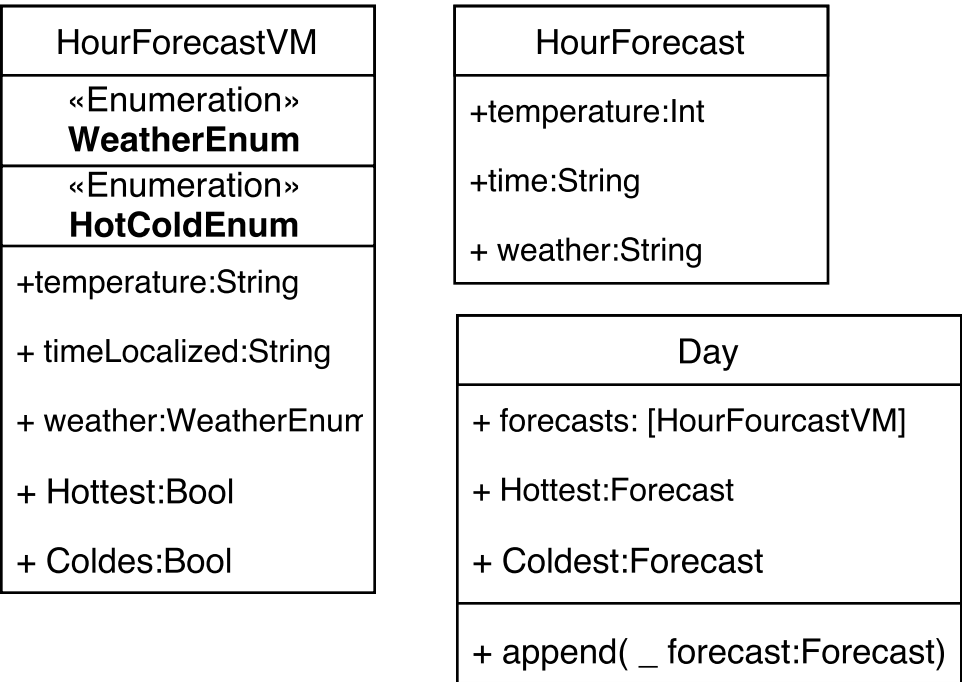 HourForecastVM
«Enumeration»
WeatherEnum
«Enumeration»
HotColdEnum
+temperature:String
+ timeLocalized:String
+ weather:WeatherEnum
+ Hottest:Bool
+ Coldes:Bool
HourForecast
+temperature:Int
+time:String
+ weather:String
Day
+ forecasts: [HourFourcastVM]
+ Hottest:Forecast
+ Coldest:Forecast
+ append( _ forecast:Forecast)